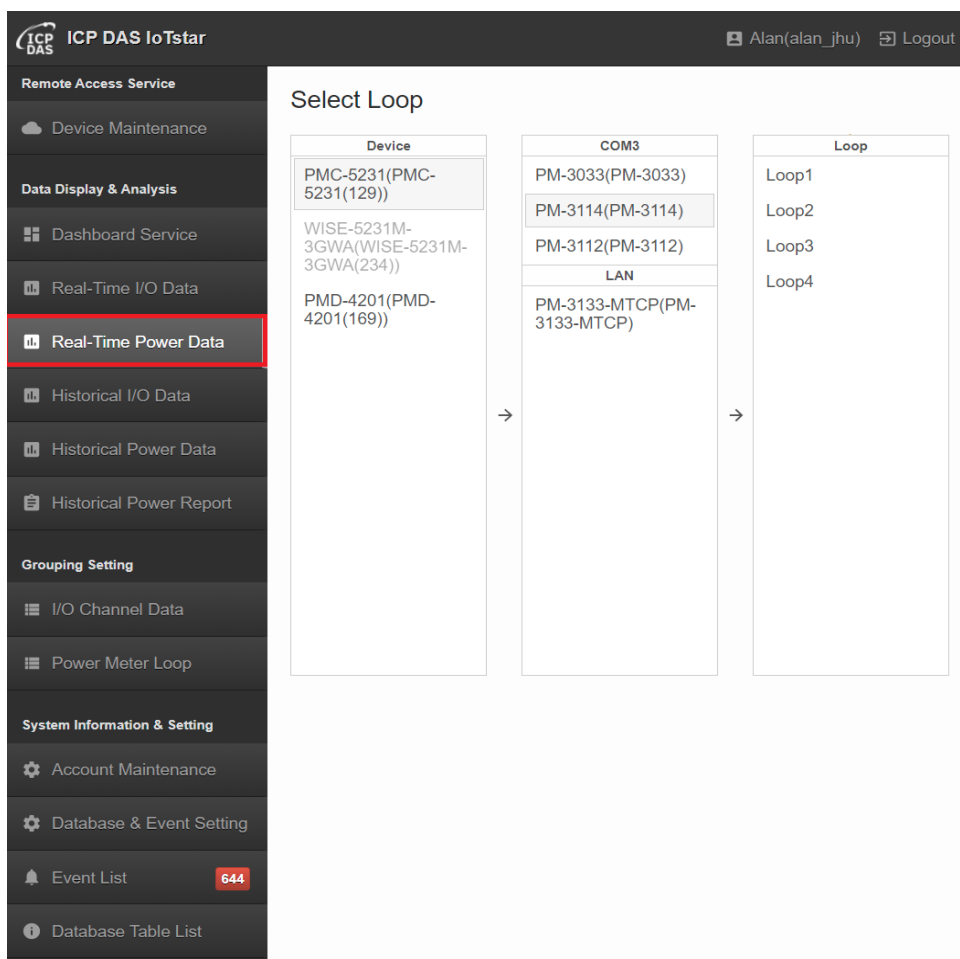 ICP DAS
ICP DAS IoTstar
Alan(alan_jhu)
Logout
Remote Access Service
Device Maintenance
Data Display & Analysis
Dashboard Service
Real-Time I/O Data
Real-Time Power Data
Historical I/O Data
Historical Power Data
Historical Power Report
Grouping Setting
I/O Channel Data
Power Meter Loop
System Information & Setting
Account Maintenance
Database & Event Setting
Event List 644
Database Table List
Select Loop
Device
PMC-5231(PMC-
5231(129))
WISE-5231M-
3GWA(WISE-5231M-
3GWA(234))
PMD-4201(PMD-
4201(169))
COM3
PM-3033(PM-3033)
PM-3114(PM-3114)
PM-3112(PM-3112)
LAN
PM-3133-MTCP(PM-
3133-MTCP)
Loop
Loop1
Loop2
Loop3
Loop4